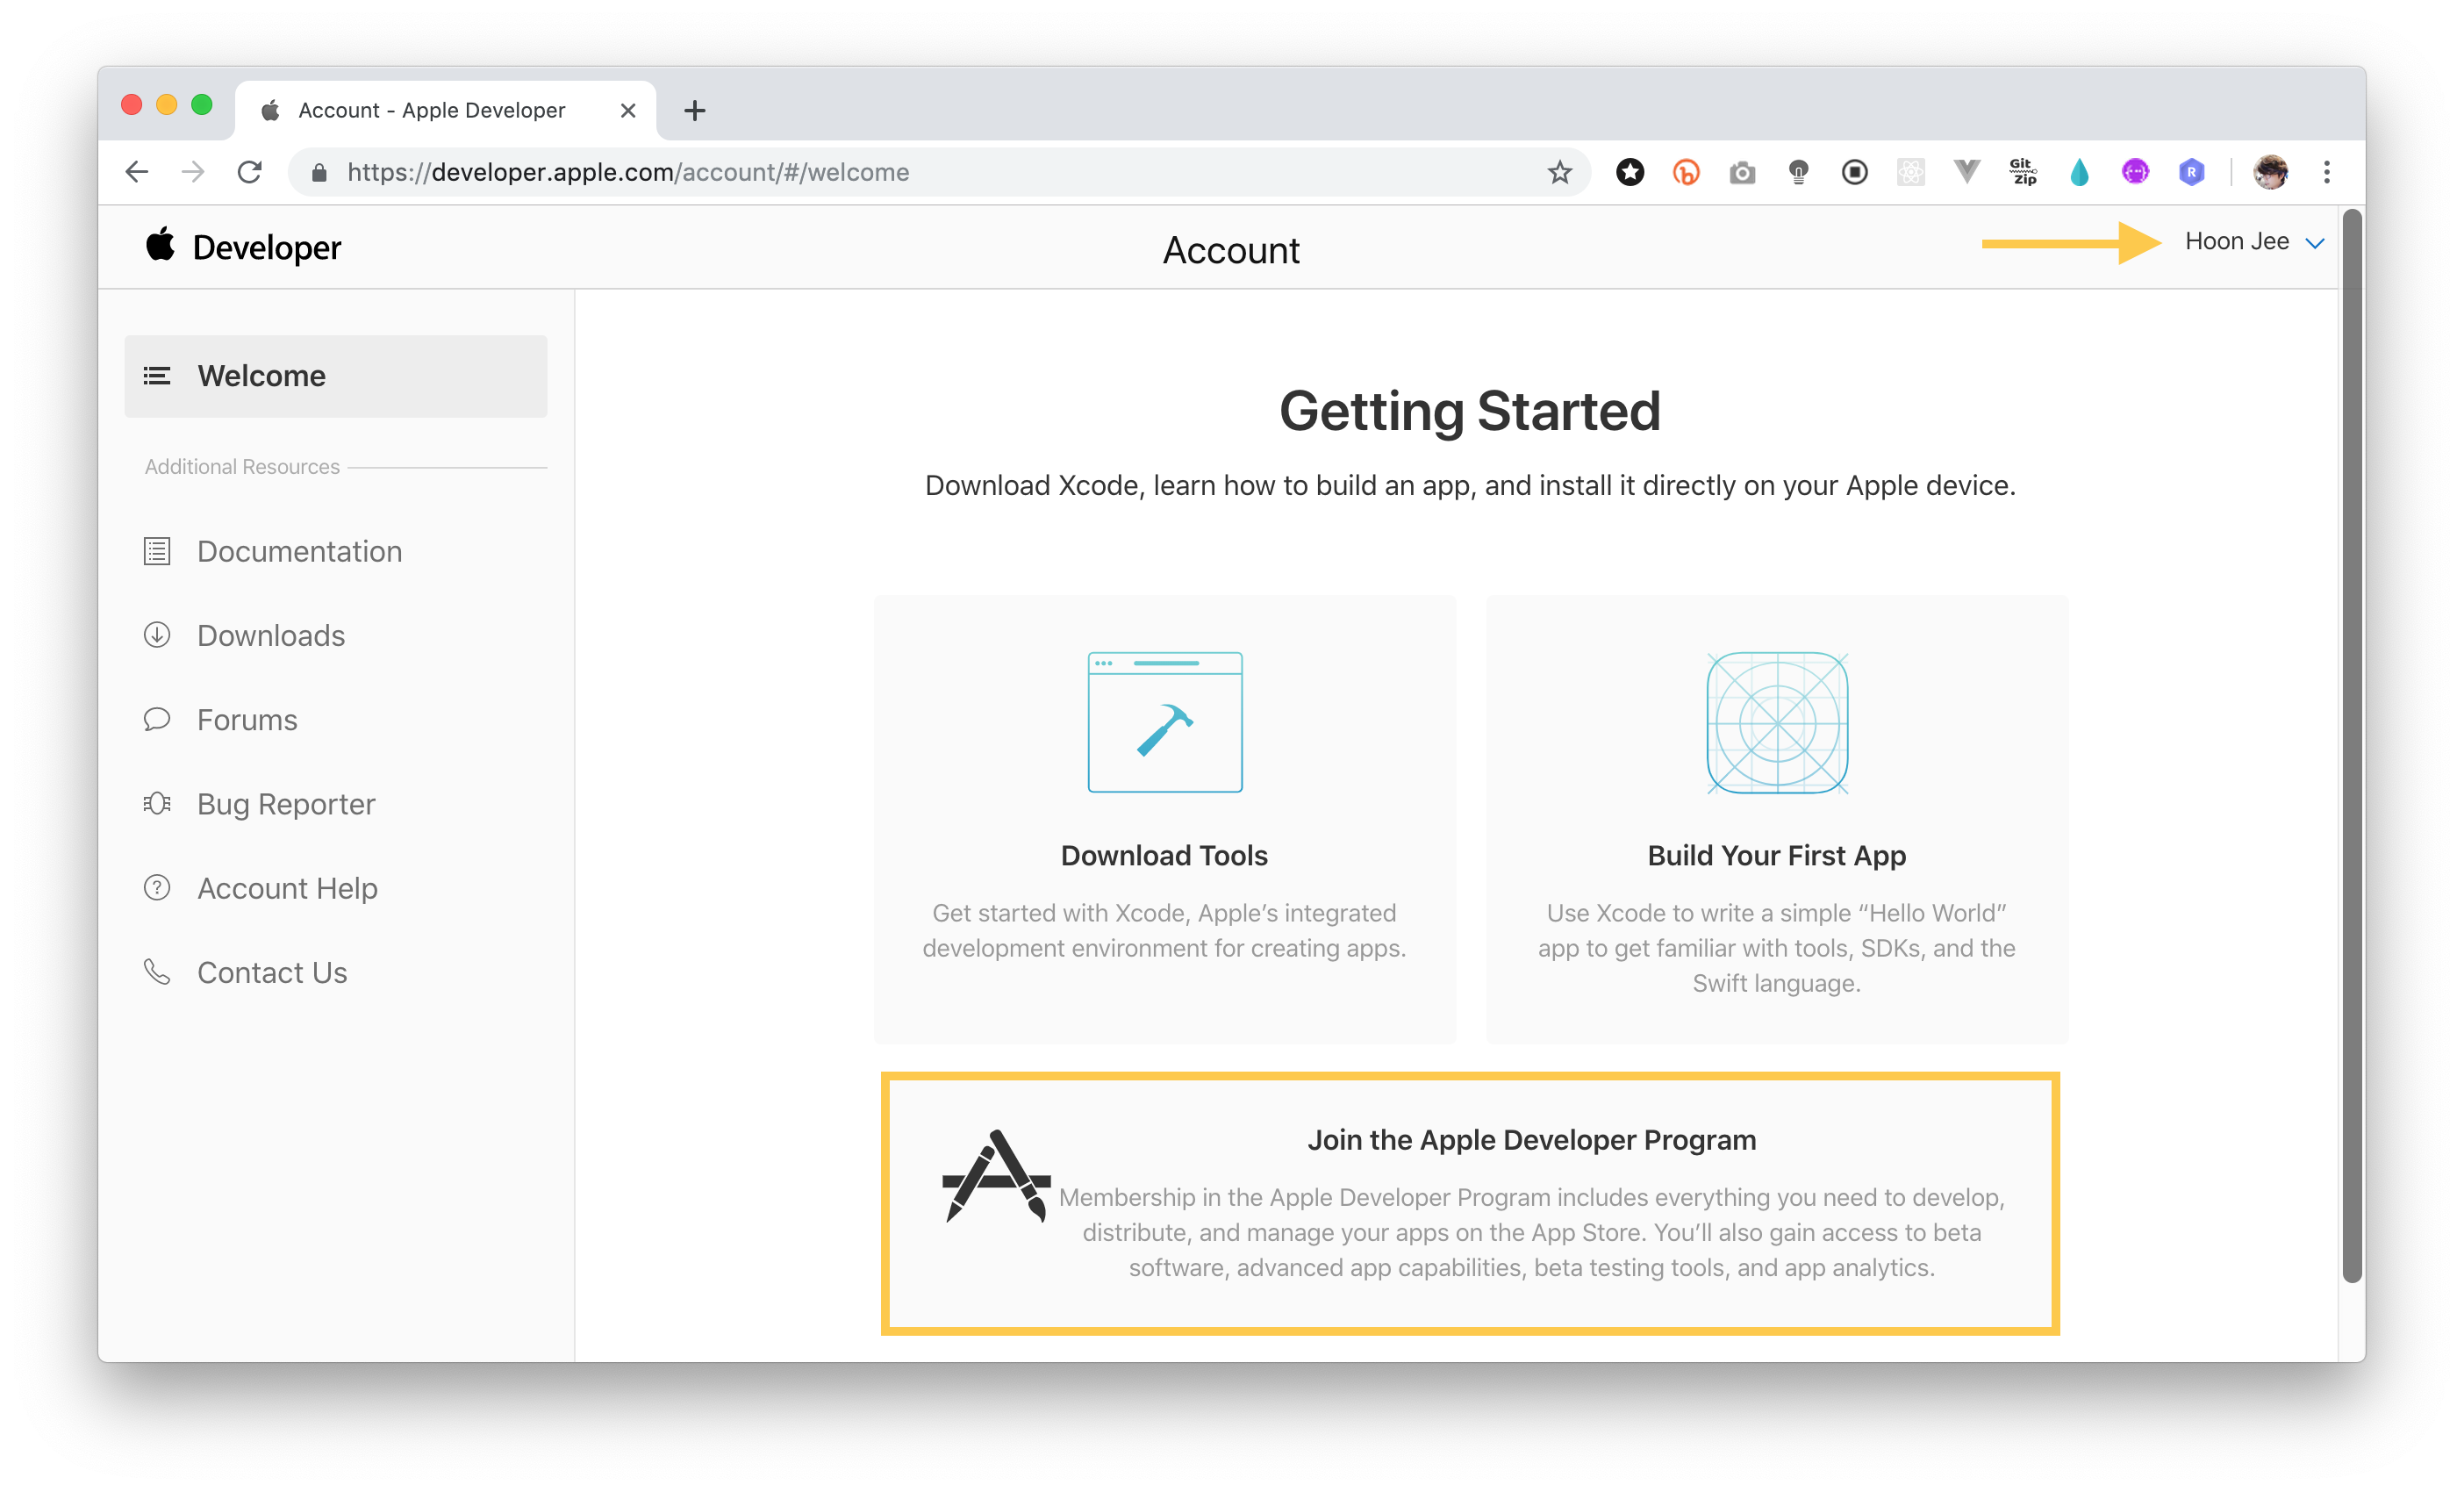 Account - Apple Developer
https://developer.apple.com/account/#/welcome
Git
Zip
R
Developer
Account
Hoon Jee
Welcome
Additional Resources
Documentation
Downloads
Forums
Bug Reporter
Account Help
Contact Us
Getting Started
Download Xcode, learn how to build an app, and install it directly on your Apple device.
Download Tools
Get started with Xcode, Apple’s integrated
development environment for creating apps.
Build Your First App
Use Xcode to write a simple “Hello World”
app to get familiar with tools, SDKs, and the
Swift language.
Join the Apple Developer Program
Membership in the Apple Developer Program includes everything you need to develop,
distribute, and manage your apps on the App Store. You’ll also gain access to beta
software, advanced app capabilities, beta testing tools, and app analytics.